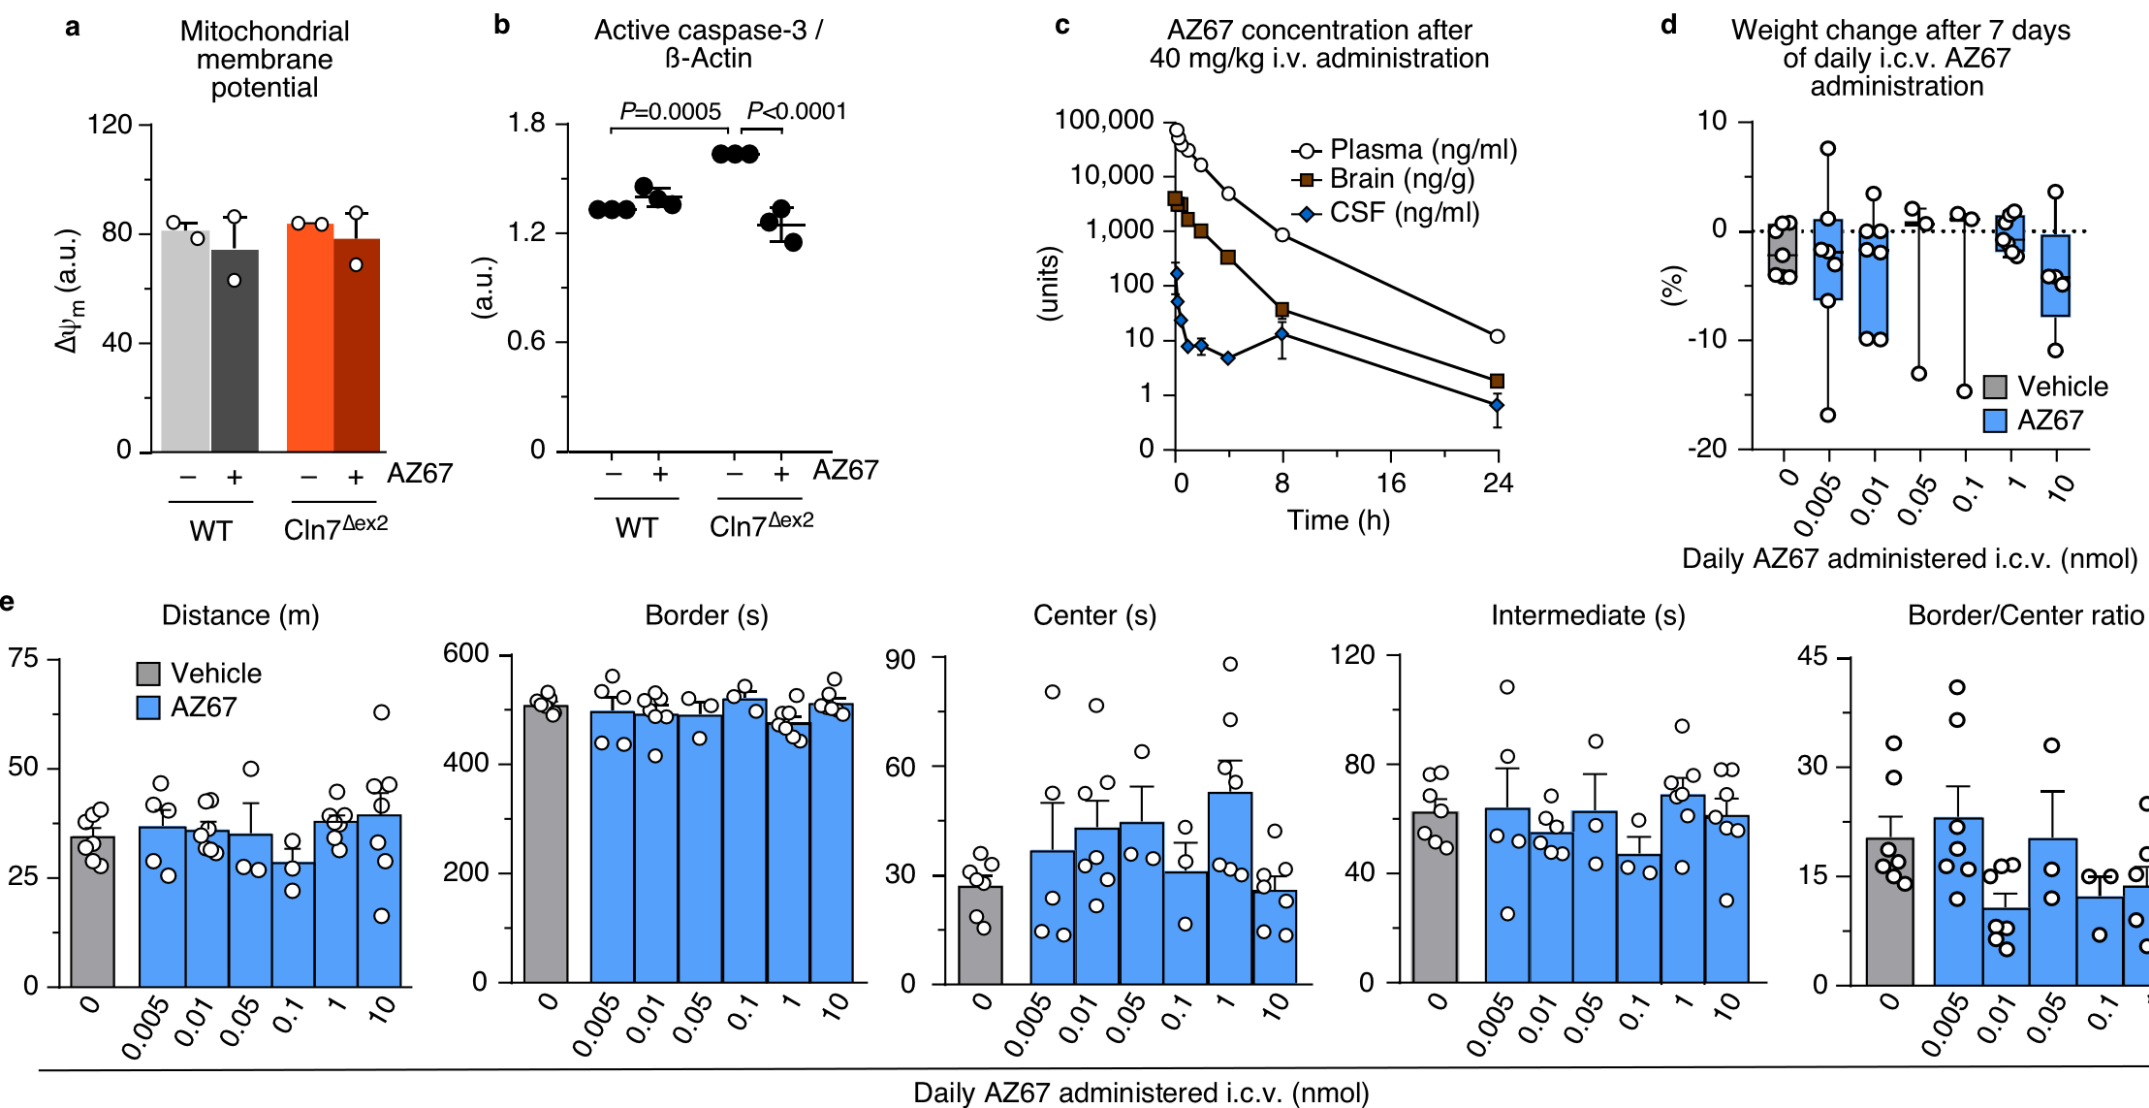 a
Mitochondrial
membrane
potential
120
80
40
0
Δψm (a.u.)
– + – + AZ67
WT Cln7Δex2
b
Active caspase-3 /
ß-Actin
P=0.0005 P<0.0001
1.8
1.2
0.6
0
(a.u.)
– + – + AZ67
WT Cln7Δex2
c
AZ67 concentration after
40 mg/kg i.v. administration
100,000
10,000
1,000
100
10
1
0
(units)
Plasma (ng/ml)
Brain (ng/g)
CSF (ng/ml)
0 8 16 24
Time (h)
d
Weight change after 7 days
of daily i.c.v. AZ67
administration
10
0
-10
-20
(%)
Vehicle
AZ67
0 0.005 0.01 0.05 0.1 1 10
Daily AZ67 administered i.c.v. (nmol)
e
Distance (m)
75
50
25
0
Vehicle
AZ67
0 0.005 0.01 0.05 0.1 1 10
Border (s)
600
400
200
0
0 0.005 0.01 0.05 0.1 1 10
Center (s)
90
60
30
0
0 0.005 0.01 0.05 0.1 1 10
Intermediate (s)
120
80
40
0
0 0.005 0.01 0.05 0.1 1 10
Border/Center ratio
45
30
15
0
0 0.005 0.01 0.05 0.1
Daily AZ67 administered i.c.v. (nmol)